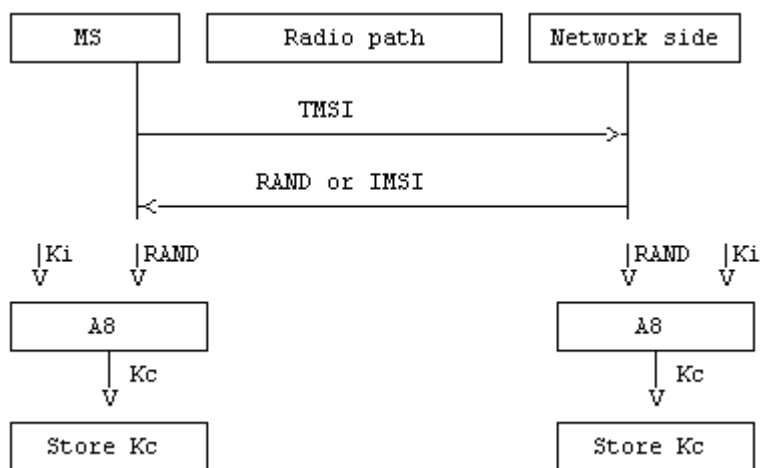 MS Radio path Network side
TMSI
RAND or IMSI
Ki RAND RAND Ki
A8 A8
Kc Kc
Store Kc Store Kc